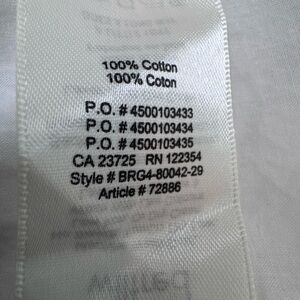 100% Cotton
100% Coton
P.O. # 4500103433
P.O. # 4500103434
P.O. # 4500103435
CA 23725 RN 122354
Style # BRG4-80042-29
Article # 72886